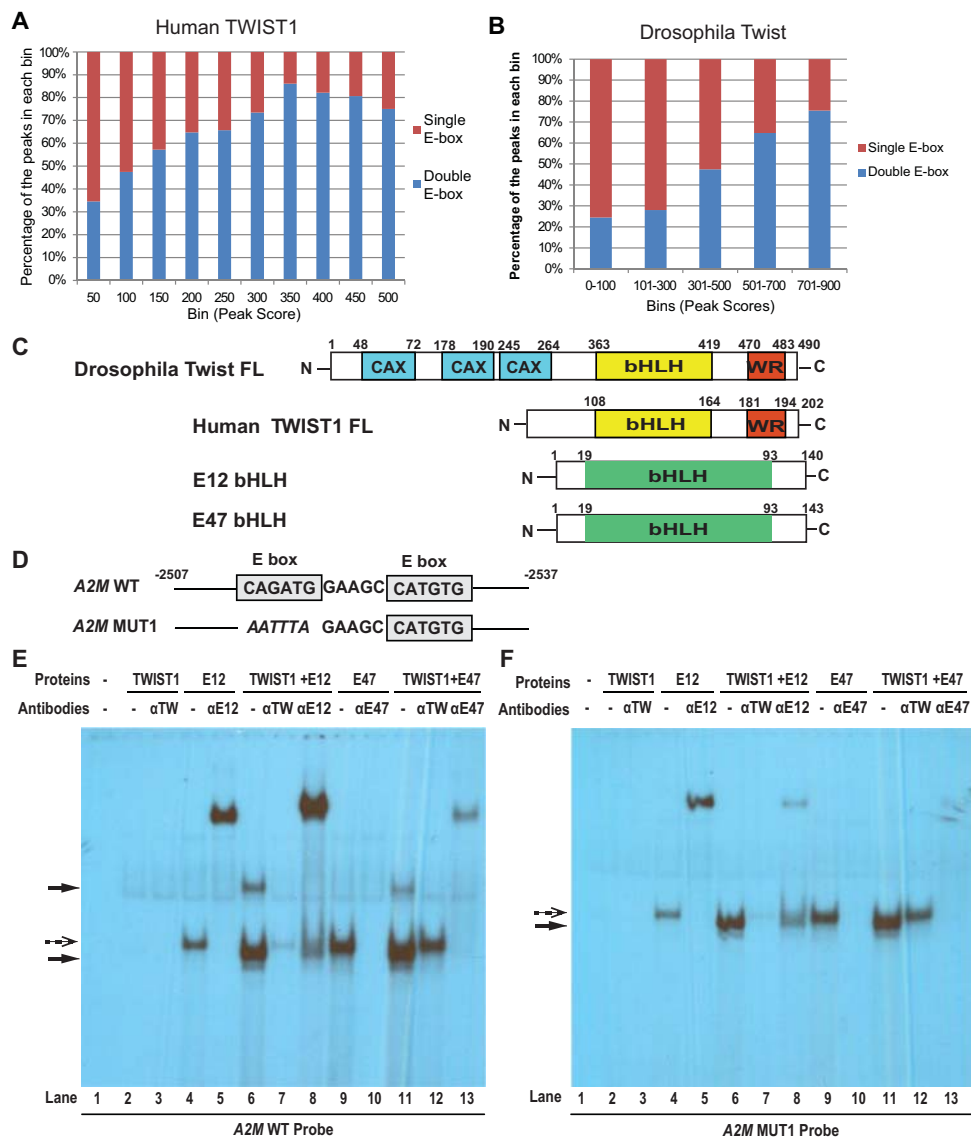 A
Human TWIST1
Percentage of the peaks in each bin
100%
90%
80%
70%
60%
50%
40%
30%
20%
10%
0%
50 100 150 200 250 300 350 400 450 500
Bin (Peak Score)
Single E-box
Double E-box
B
Drosophila Twist
Percentage of the peaks in each bin
100%
90%
80%
70%
60%
50%
40%
30%
20%
10%
0%
0-100 101-300 301-500 501-700 701-900
Bins (Peak Scores)
Single E-box
Double E-box
C
1 48 72 178 190 245 264 363 419 470 483 490
Drosophila Twist FL N CAX CAX CAX bHLH WR C
108 164 181 194 202
Human TWIST1 FL N bHLH WR C
1 19 93 140
E12 bHLH N bHLH C
1 19 93 143
E47 bHLH N bHLH C
D
E box E box
-2507 -2537
A2M WT CAGATG GAAGC CATGTG
A2M MUT1 AATTTA GAAGC CATGTG
E
Proteins - TWIST1 E12 TWIST1 +E12 E47 TWIST1+E47
Antibodies - - αTW - αE12 - αTW αE12 - αE47 - αTW αE47
Lane 1 2 3 4 5 6 7 8 9 10 11 12 13
A2M WT Probe
F
Proteins - TWIST1 E12 TWIST1 +E12 E47 TWIST1 +E47
Antibodies - - αTW - αE12 - αTW αE12 - αE47 - αTW αE47
Lane 1 2 3 4 5 6 7 8 9 10 11 12 13
A2M MUT1 Probe